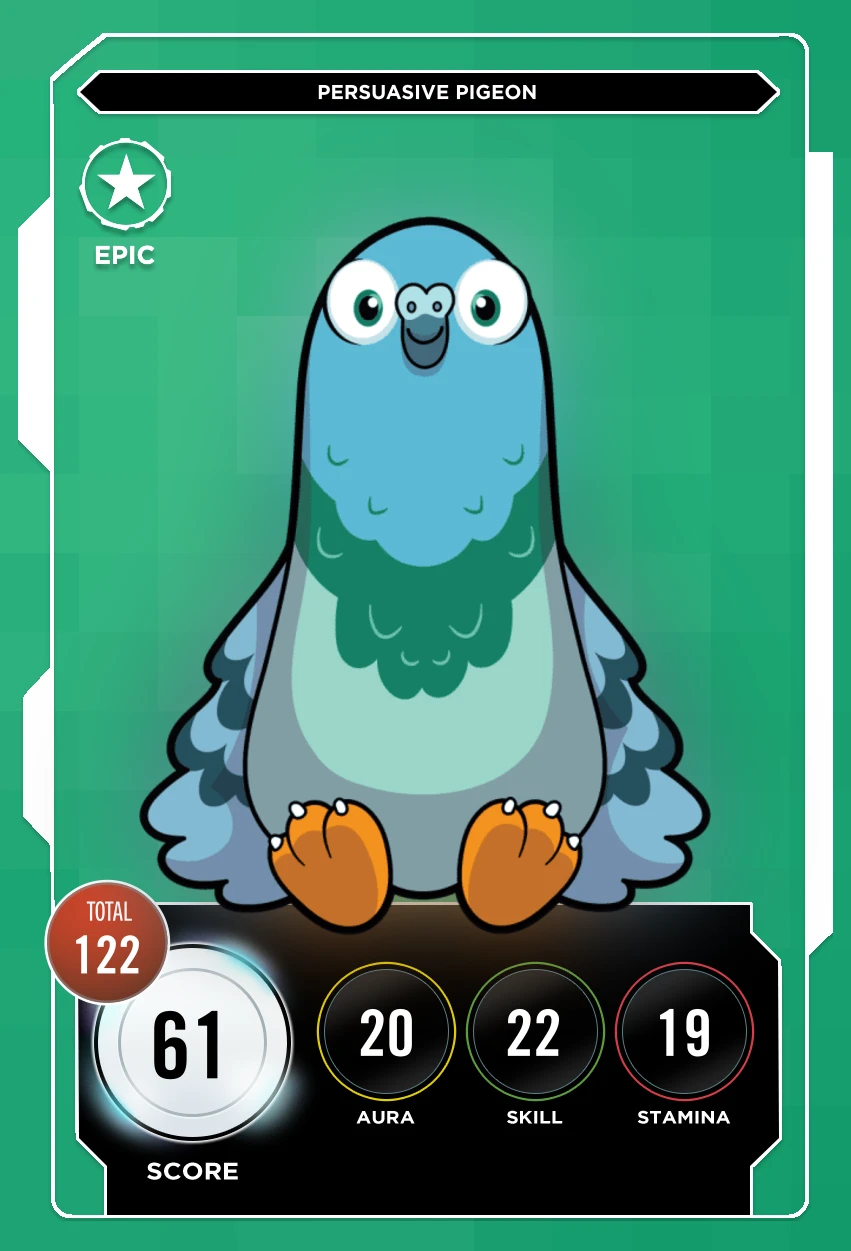 PERSUASIVE PIGEON
EPIC
TOTAL
122
61
SCORE
20
AURA
22
SKILL
19
STAMINA